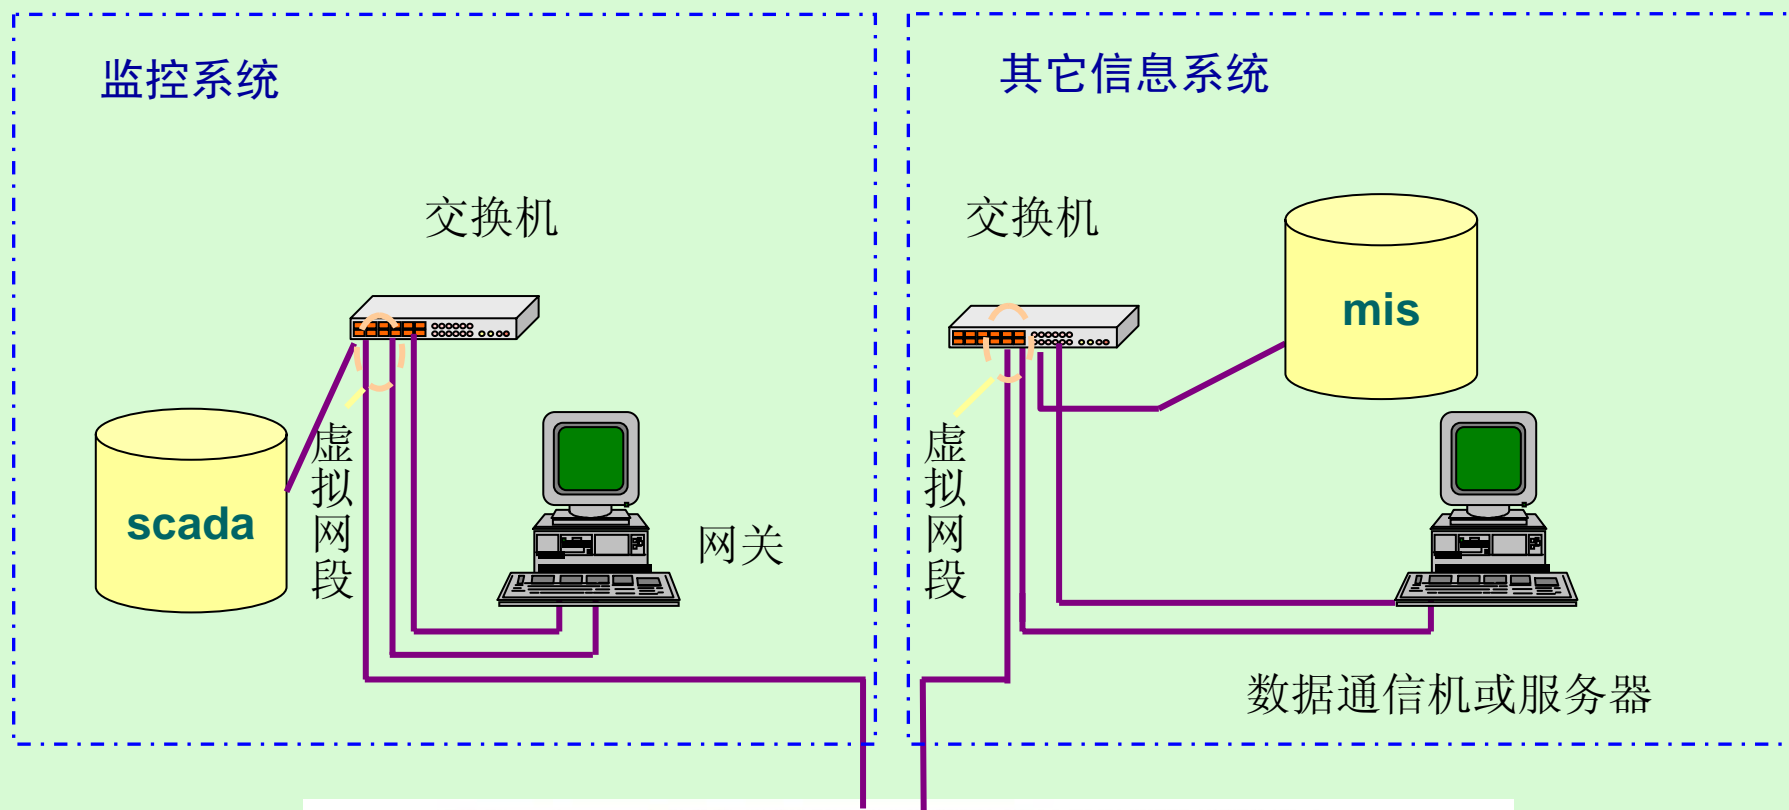 监控系统
其它信息系统
交换机
交换机
mis
scada
虚拟网段
网关
虚拟网段
数据通信机或服务器